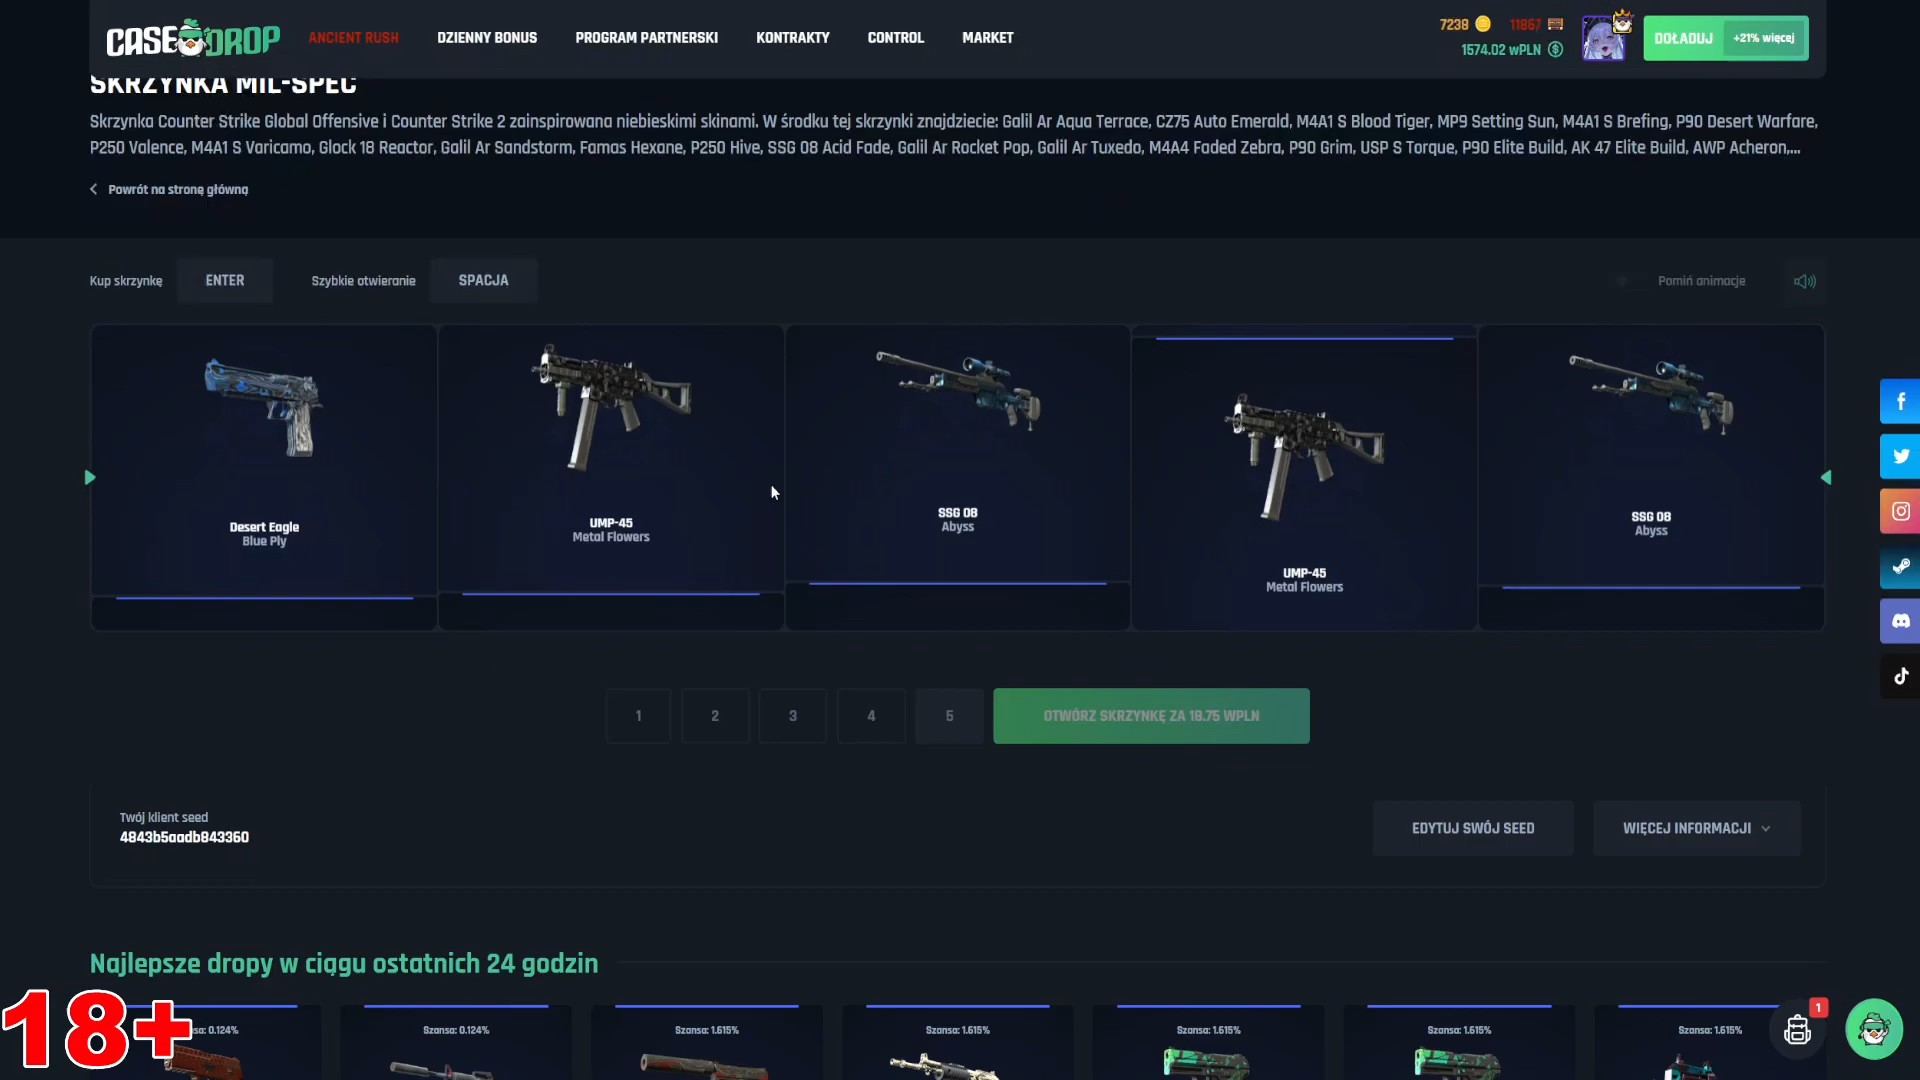 CASEDROP
ANCIENT RUSH
DZIENNY BONUS
PROGRAM PARTNERSKI
KONTRAKTY
CONTROL
MARKET
7238
11867
1574.02 wPLN
DOŁADUJ
+21% więcej
SKRZYNKA MIL-SPEC
Skrzynka Counter Strike Global Offensive i Counter Strike 2 zainspirowana niebieskimi skinami. W środku tej skrzynki znajdziecie: Galil Ar Aqua Terrace, CZ75 Auto Emerald, M4A1 S Blood Tiger, MP9 Setting Sun, M4A1 S Brefing, P90 Desert Warfare,
P250 Valence, M4A1 S Varicamo, Glock 18 Reactor, Galil Ar Sandstorm, Famas Hexane, P250 Hive, SSG 08 Acid Fade, Galil Ar Rocket Pop, Galil Ar Tuxedo, M4A4 Faded Zebra, P90 Grim, USP S Torque, P90 Elite Build, AK 47 Elite Build, AWP Acheron,...
Powrót na stronę główną
Kup skrzynkę
ENTER
Szybkie otwieranie
SPACJA
Pomiń animacje
Desert Eagle
Blue Ply
UMP-45
Metal Flowers
SSG 08
Abyss
UMP-45
Metal Flowers
SSG 08
Abyss
1
2
3
4
5
OTWÓRZ SKRZYNKĘ ZA 18.75 WPLN
Twój klient seed
4843b5aadb843360
EDYTUJ SWÓJ SEED
WIĘCEJ INFORMACJI
Najlepsze dropy w ciągu ostatnich 24 godzin
18+
0.124%
Szansa: 0.124%
Szansa: 1.615%
Szansa: 1.615%
Szansa: 1.615%
Szansa: 1.615%
Szansa: 1.615%
1